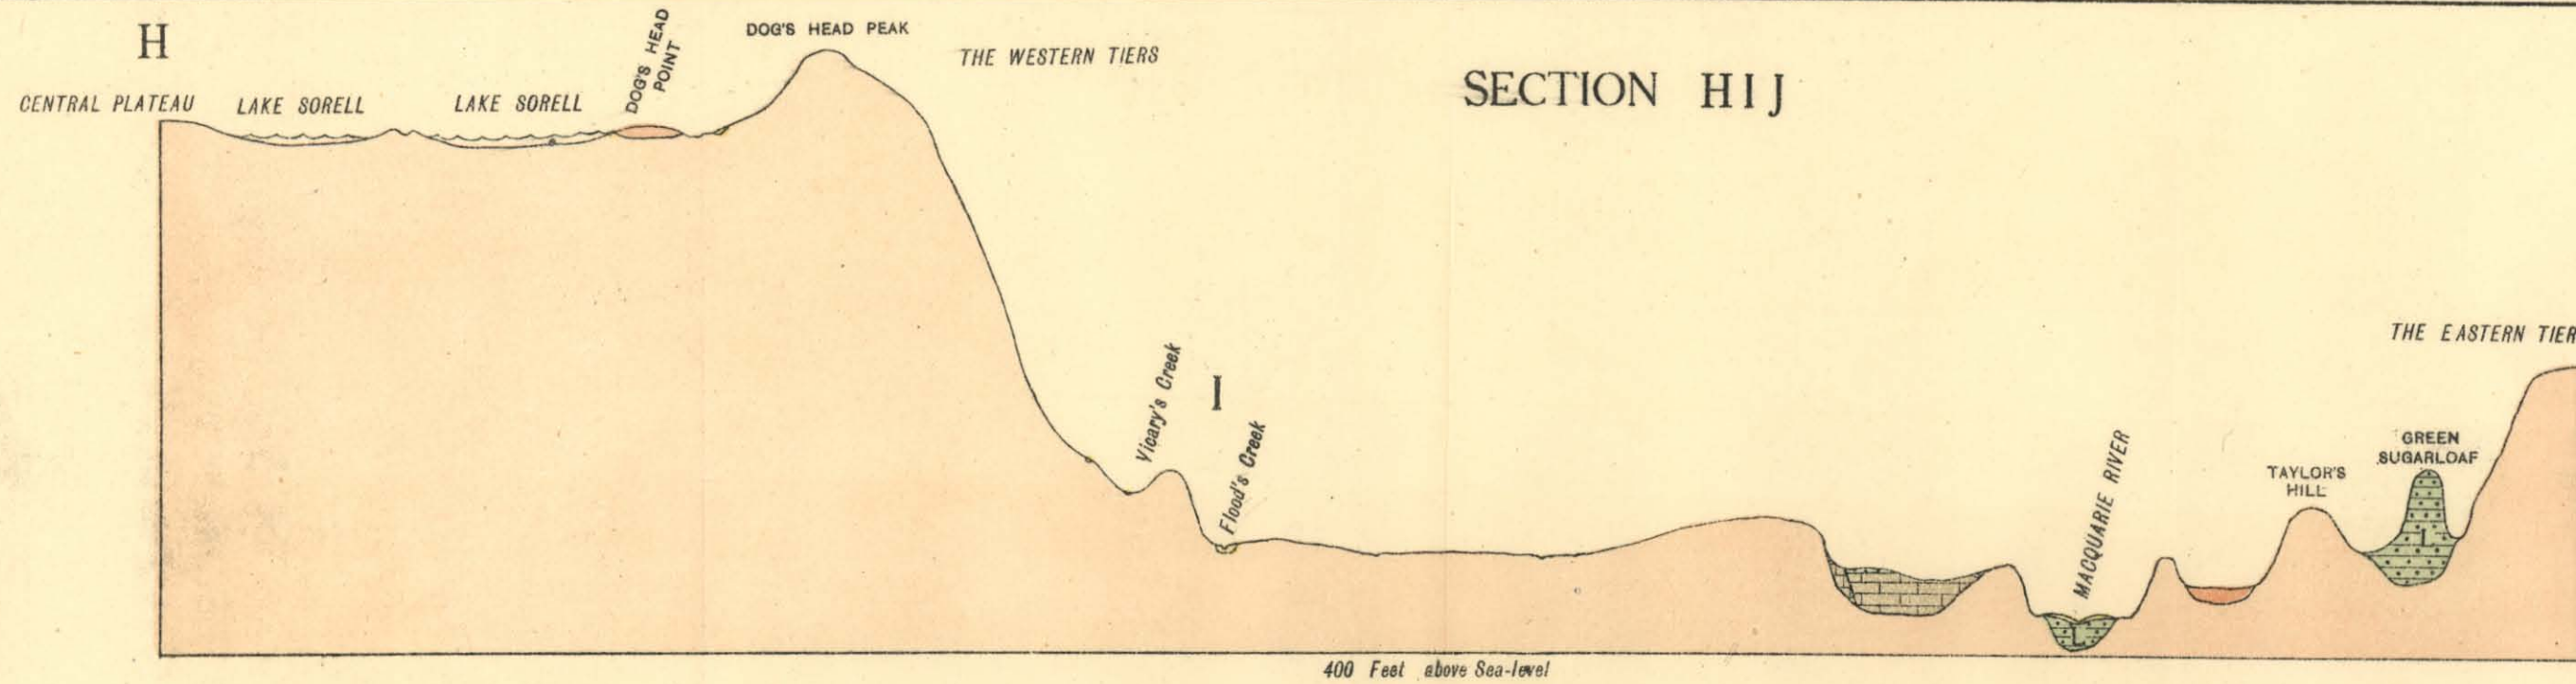 H
CENTRAL PLATEAU
LAKE SORELL
LAKE SORELL
DOG'S HEAD
POINT
DOG'S HEAD PEAK
THE WESTERN TIERS
SECTION HIJ
Vicary's Creek
I
Flood's Creek
MACQUARIE RIVER
TAYLOR'S
HILL
GREEN
SUGARLOAF
THE EASTERN TIER
L
L
400 Feet above Sea-level